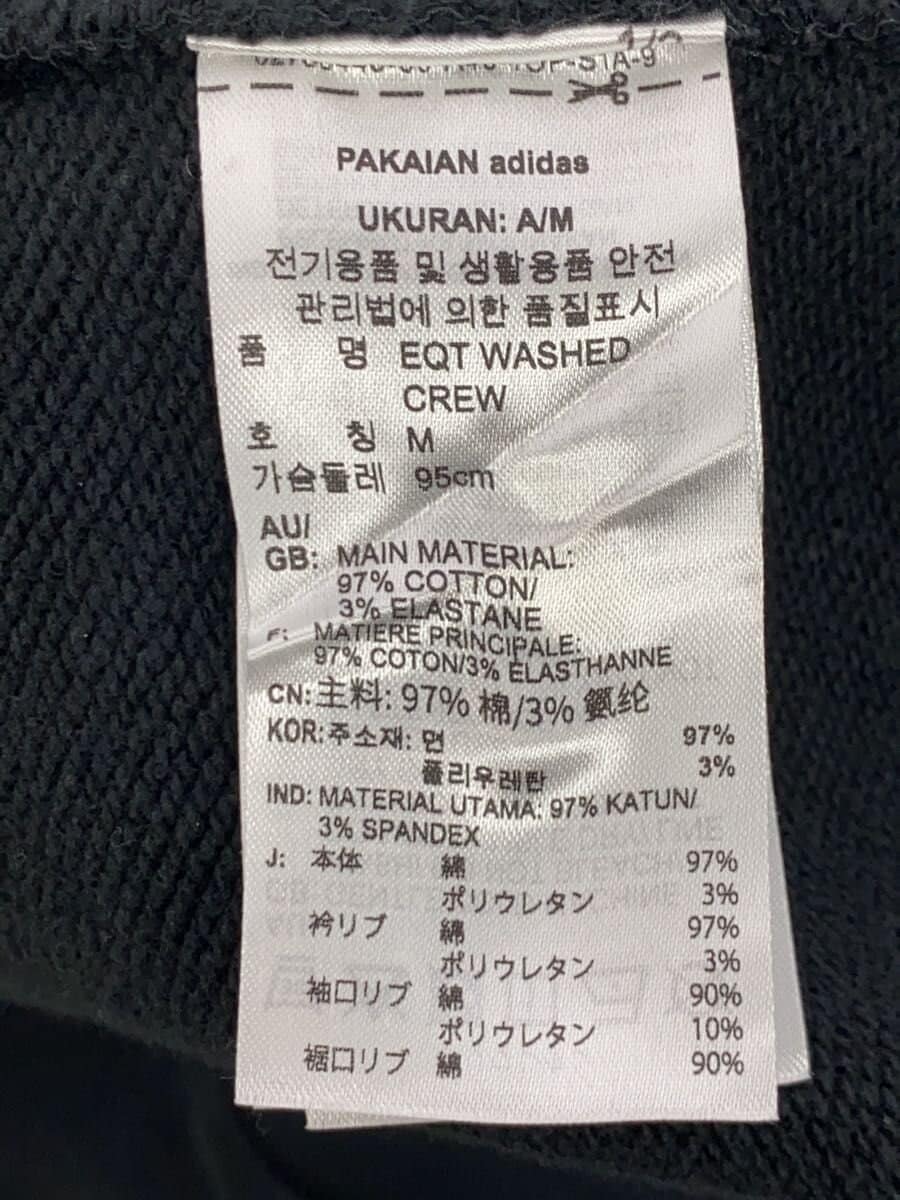 PAKAIAN adidas
UKURAN: A/M
전기용품 및 생활용품 안전
관리법에 의한 품질표시
품 명 EQT WASHED
CREW
호 칭 M
가슴둘레 95cm
AU/
GB: MAIN MATERIAL:
97% COTTON/
3% ELASTANE
F: MATIERE PRINCIPALE:
97% COTON/3% ELASTHANNE
CN: 主料: 97% 棉/3% 氨纶
KOR: 주소재: 면 97%
폴리우레탄 3%
IND: MATERIAL UTAMA: 97% KATUN/
3% SPANDEX
J: 本体 綿 97%
ポリウレタン 3%
衿リブ 綿 97%
ポリウレタン 3%
袖口リブ 綿 90%
ポリウレタン 10%
裾口リブ 綿 90%